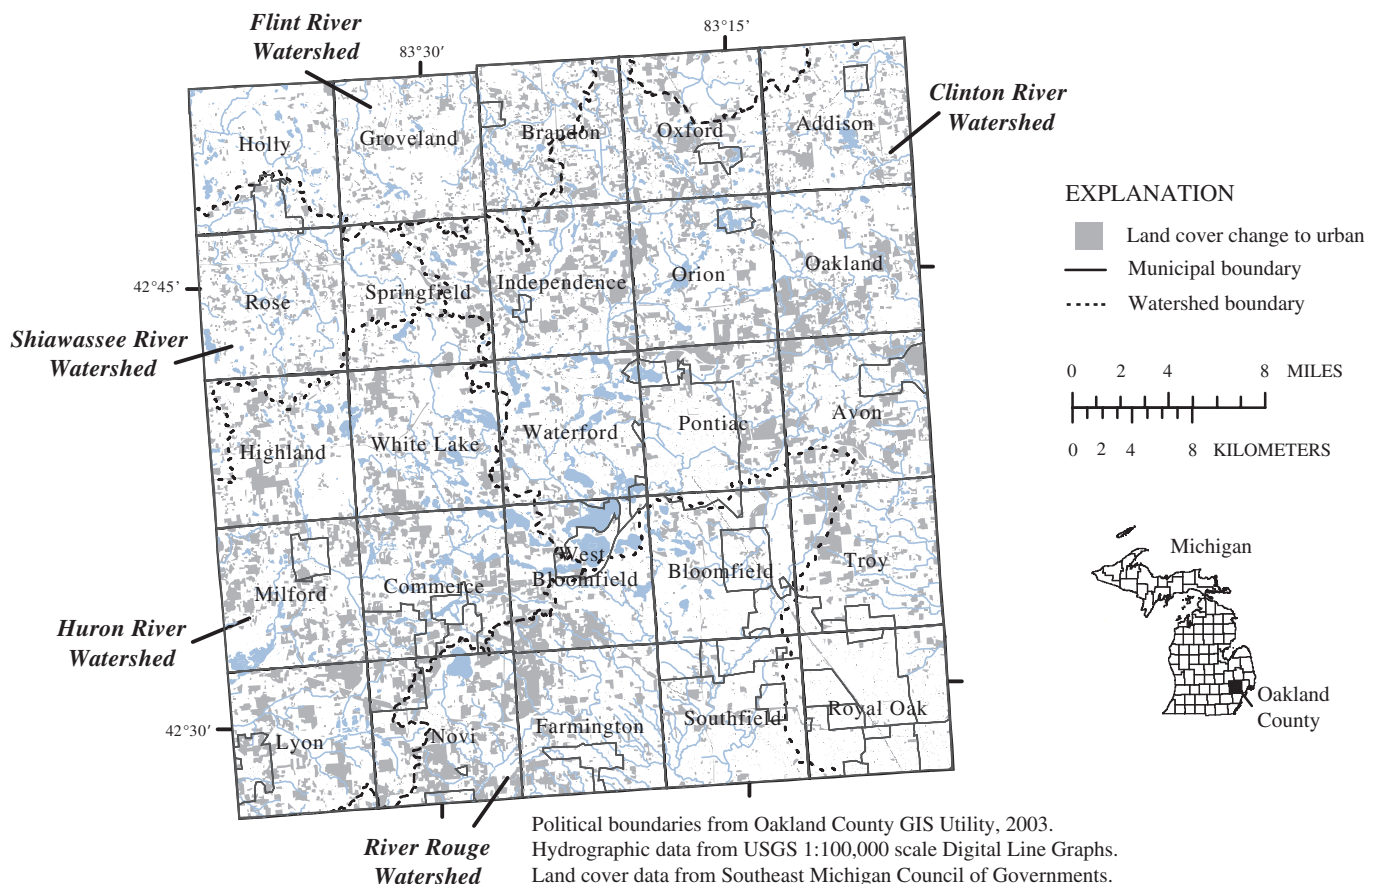 Flint River
Watershed
83°30′
83°15’
Clinton River
Watershed
Holly
Groveland
Brandon
Oxford
Addison
42°45’
Rose
Springfield
Independence
Orion
Oakland
Shiawassee River
Watershed
Highland
White Lake
Waterford
Pontiac
Avon
Huron River
Watershed
Milford
Commerce
West
Bloomfield
Bloomfield
Troy
42°30’
Lyon
Novi
Farmington
Southfield
Royal Oak
River Rouge
Watershed
EXPLANATION
Land cover change to urban
Municipal boundary
Watershed boundary
0 2 4 8 MILES
0 2 4 8 KILOMETERS
Michigan
Oakland
County
Political boundaries from Oakland County GIS Utility, 2003.
Hydrographic data from USGS 1:100,000 scale Digital Line Graphs.
Land cover data from Southeast Michigan Council of Governments.